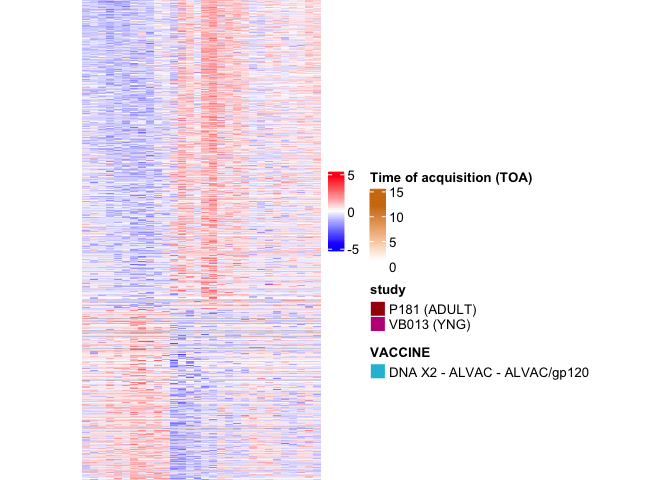 5
0
-5
Time of acquisition (TOA)
15
10
5
0
study
P181 (ADULT)
VB013 (YNG)
VACCINE
DNA X2 - ALVAC - ALVAC/gp120